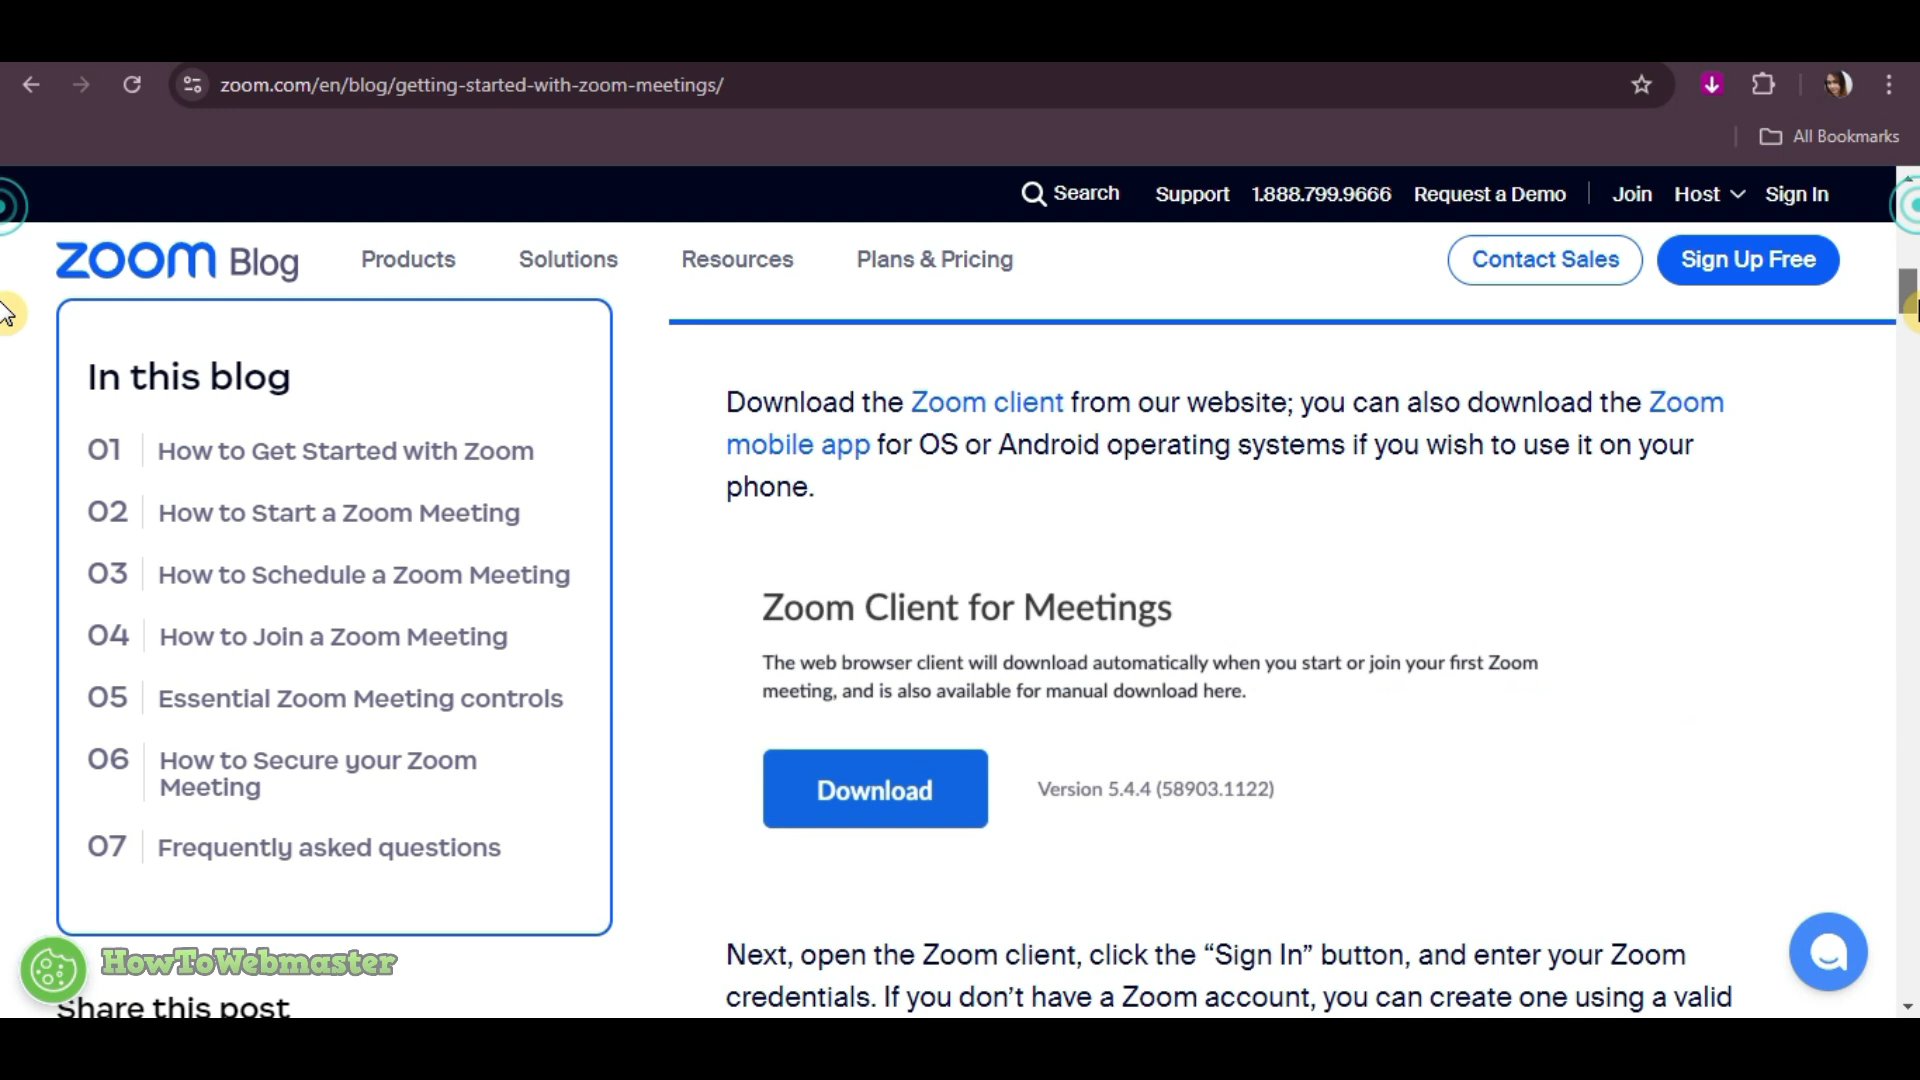 zoom.com/en/blog/getting-started-with-zoom-meetings/
All Bookmarks
Search Support 1.888.799.9666 Request a Demo Join Host Sign In
zoom Blog Products Solutions Resources Plans & Pricing Contact Sales Sign Up Free
In this blog
01 How to Get Started with Zoom
02 How to Start a Zoom Meeting
03 How to Schedule a Zoom Meeting
04 How to Join a Zoom Meeting
05 Essential Zoom Meeting controls
06 How to Secure your Zoom
Meeting
07 Frequently asked questions
HowToWebmaster
Share this post
Download the Zoom client from our website; you can also download the Zoom
mobile app for OS or Android operating systems if you wish to use it on your
phone.
Zoom Client for Meetings
The web browser client will download automatically when you start or join your first Zoom
meeting, and is also available for manual download here.
Download Version 5.4.4 (58903.1122)
Next, open the Zoom client, click the “Sign In” button, and enter your Zoom
credentials. If you don’t have a Zoom account, you can create one using a valid